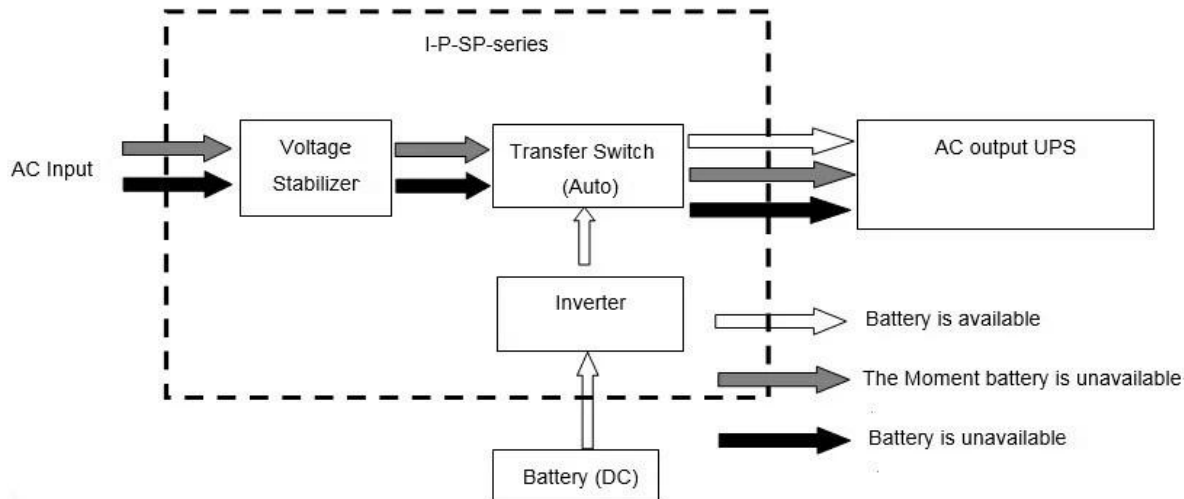 I-P-SP-series
AC Input
Voltage
Stabilizer
Transfer Switch
(Auto)
AC output UPS
Inverter
Battery (DC)
Battery is available
The Moment battery is unavailable
Battery is unavailable